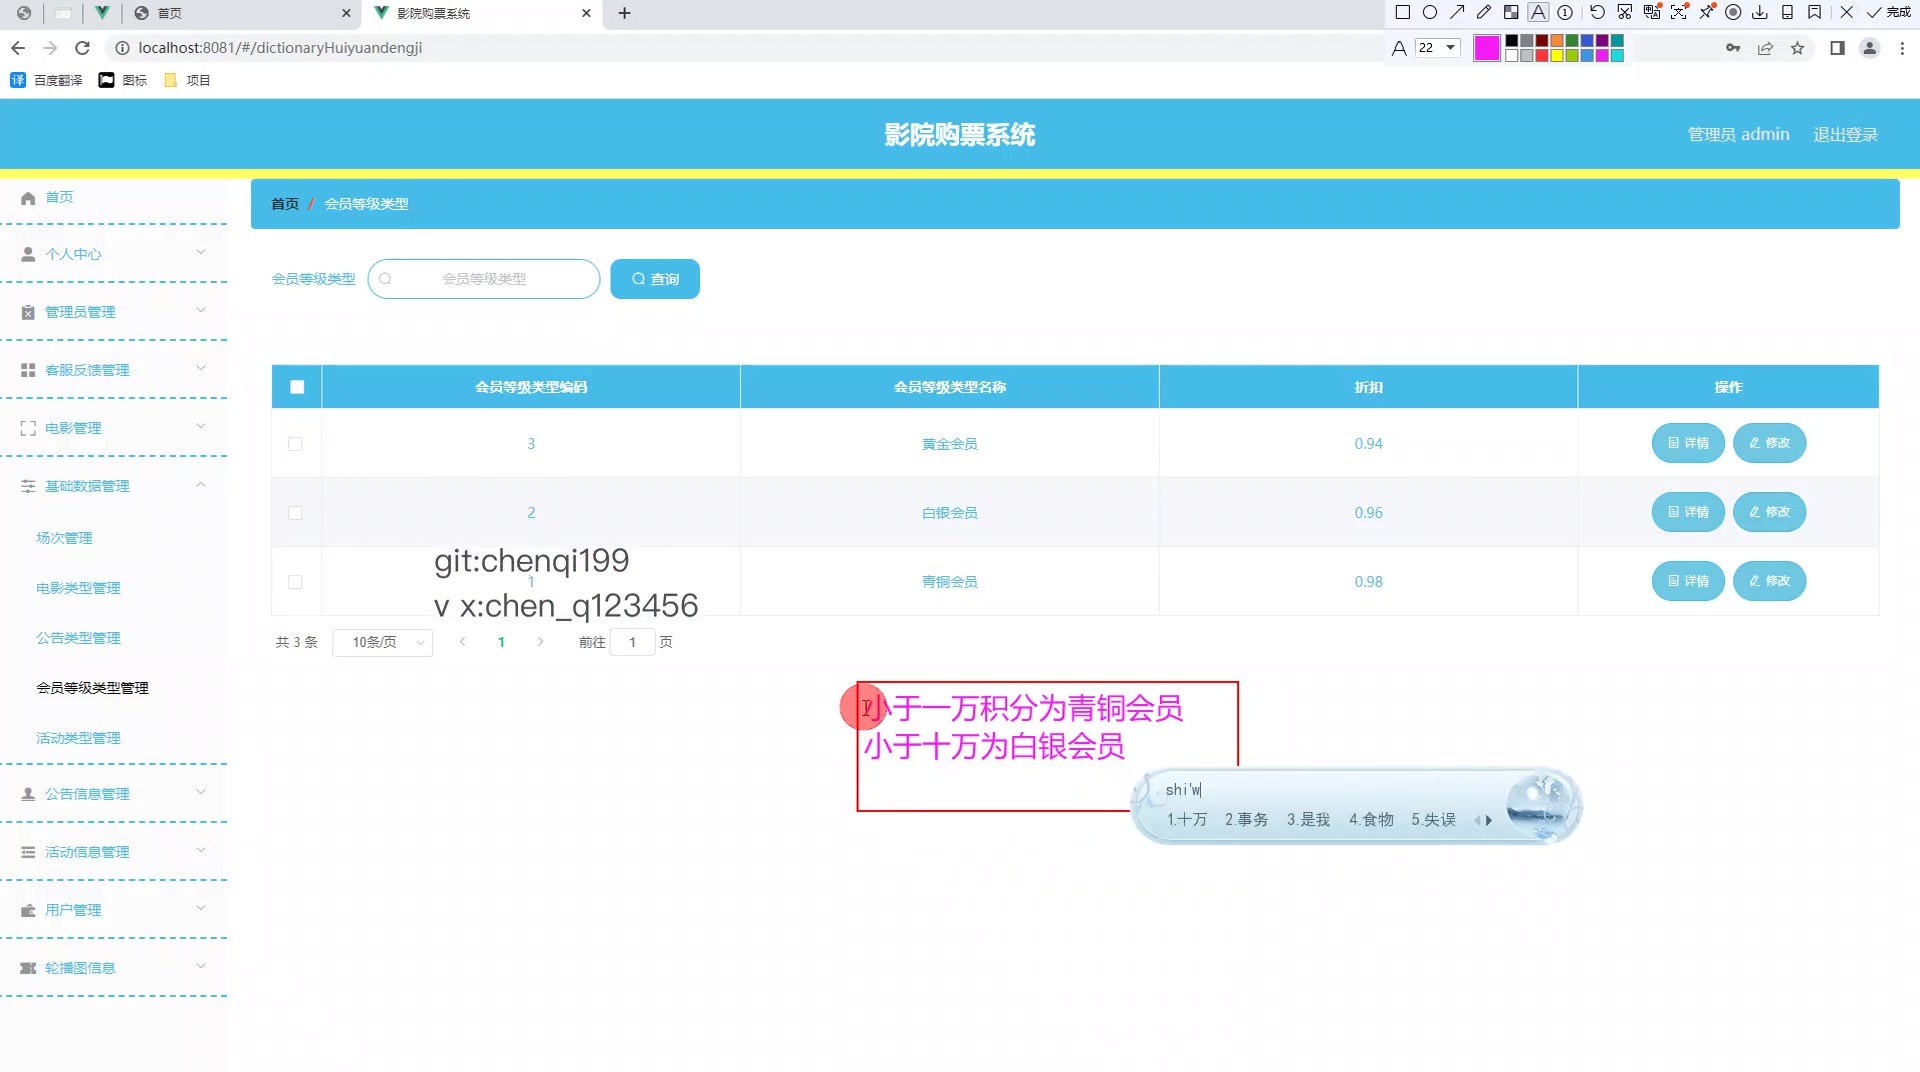 首页
影院购票系统
完成
localhost:8081/#/dictionaryHuiyuandengji
A 22
译 百度翻译 图标 项目
影院购票系统
管理员 admin 退出登录
首页 / 会员等级类型
首页
个人中心
管理员管理
客服反馈管理
电影管理
基础数据管理
场次管理
电影类型管理
公告类型管理
会员等级类型管理
活动类型管理
公告信息管理
活动信息管理
用户管理
轮播图信息
会员等级类型 会员等级类型 查询
会员等级类型编码 会员等级类型名称 折扣 操作
3 黄金会员 0.94 详情 修改
2 白银会员 0.96 详情 修改
1 青铜会员 0.98 详情 修改
git:chenqi199
v x:chen_q123456
共 3 条 10条/页 1 前往 1 页
小于一万积分为青铜会员
小于十万为白银会员
shi'w
1.十万 2.事务 3.是我 4.食物 5.失误